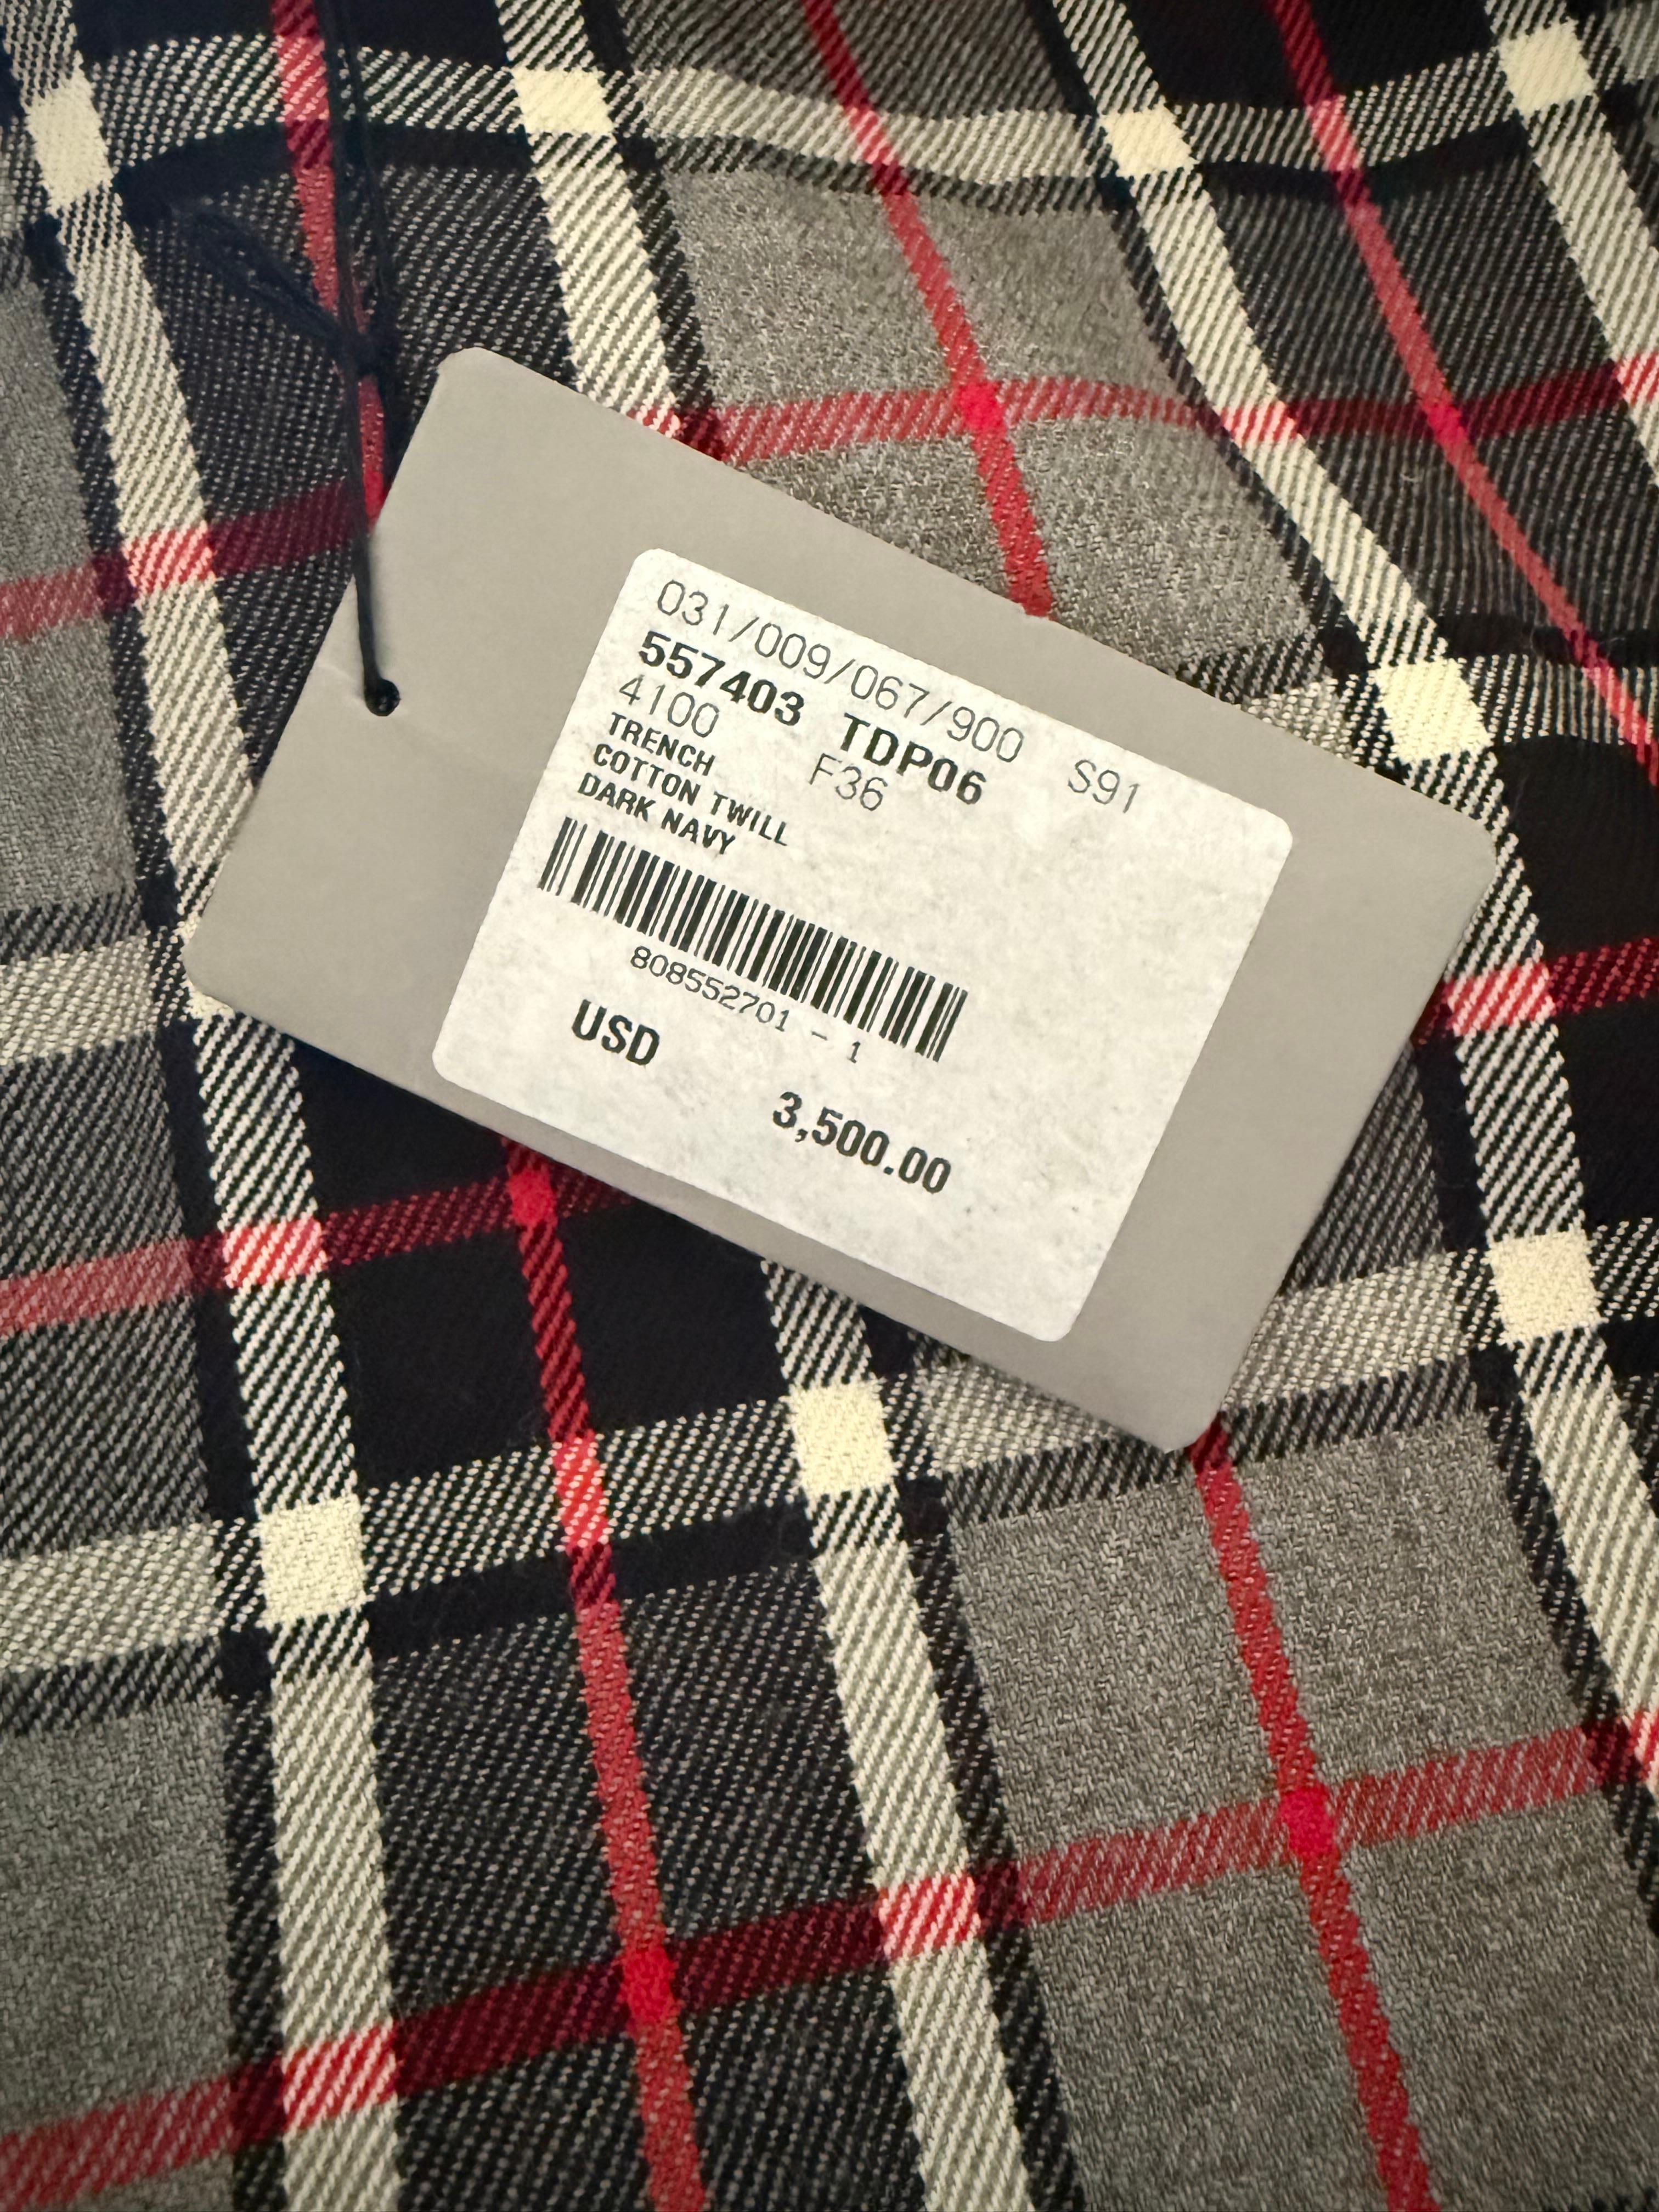 031/009/067/900 S91
557403 TDP06
4100 F36
TRENCH
COTTON TWILL
DARK NAVY
808552701 - 1
USD
3,500.00